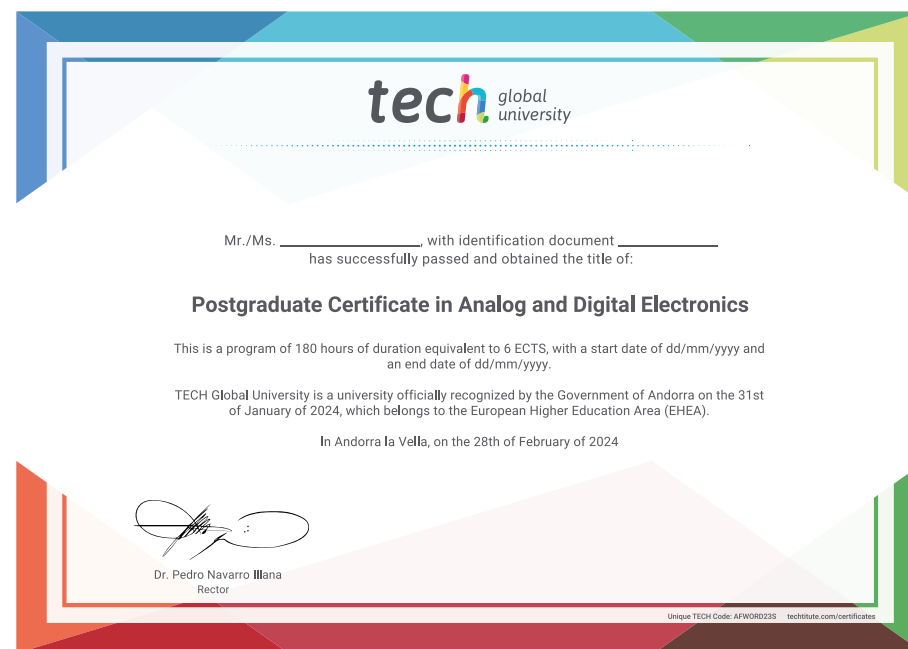 tech global university
Mr./Ms. ____________, with identification document ____________
has successfully passed and obtained the title of:
Postgraduate Certificate in Analog and Digital Electronics
This is a program of 180 hours of duration equivalent to 6 ECTS, with a start date of dd/mm/yyyy and
an end date of dd/mm/yyyy.
TECH Global University is a university officially recognized by the Government of Andorra on the 31st
of January of 2024, which belongs to the European Higher Education Area (EHEA).
In Andorra la Vella, on the 28th of February of 2024
Dr. Pedro Navarro Illana
Rector
Unique TECH Code: AFWORD23S techtitute.com/certificates